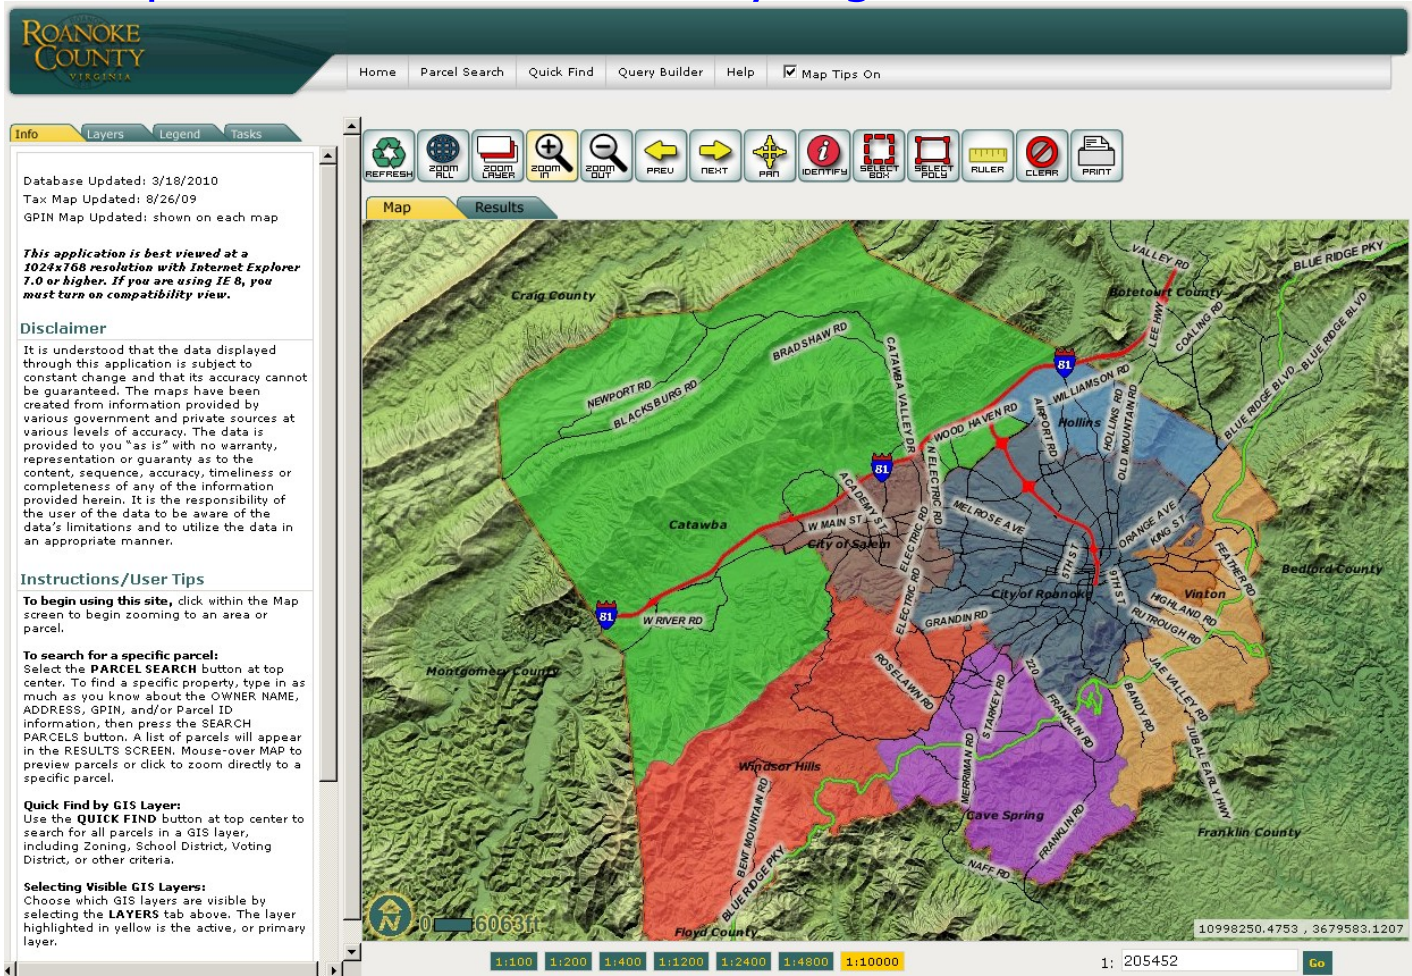 ROANOKE
COUNTY
VIRGINIA
Home Parcel Search Quick Find Query Builder Help Map Tips On
Info Layers Legend Tasks
REFRESH ZOOM ALL ZOOM LAYER ZOOM IN ZOOM OUT PREV NEXT PAN IDENTIFY SELECT BOX SELECT POLY RULER CLEAR PRINT
Map Results
Database Updated: 3/18/2010
Tax Map Updated: 8/26/09
GPIN Map Updated: shown on each map
This application is best viewed at a
1024x768 resolution with Internet Explorer
7.0 or higher. If you are using IE 8, you
must turn on compatibility view.
Disclaimer
It is understood that the data displayed
through this application is subject to
constant change and that its accuracy cannot
be guaranteed. The maps have been
created from information provided by
various government and private sources at
various levels of accuracy. The data is
provided to you "as is" with no warranty,
representation or guaranty as to the
content, sequence, accuracy, timeliness or
completeness of any of the information
provided herein. It is the responsibility of
the user of the data to be aware of the
data's limitations and to utilize the data in
an appropriate manner.
Instructions/User Tips
To begin using this site, click within the Map
screen to begin zooming to an area or
parcel.
To search for a specific parcel:
Select the PARCEL SEARCH button at top
center. To find a specific property, type in as
much as you know about the OWNER NAME,
ADDRESS, GPIN, and/or Parcel ID
information, then press the SEARCH
PARCELS button. A list of parcels will appear
in the RESULTS SCREEN. Mouse-over MAP to
preview parcels or click to zoom directly to a
specific parcel.
Quick Find by GIS Layer:
Use the QUICK FIND button at top center to
search for all parcels in a GIS layer,
including Zoning, School District, Voting
District, or other criteria.
Selecting Visible GIS Layers:
Choose which GIS layers are visible by
selecting the LAYERS tab above. The layer
highlighted in yellow is the active, or primary
layer.
VALLEY RD
BLUE RIDGE PKY
Craig County
Botetourt County
LEE HWY
COALING RD
BLUE RIDGE BLVD
BRADSHAW RD
CATAWBA VALLEY DR
81
WILLIAMSON RD
NEWPORT RD
BLACKSBURG RD
BLUE RIDGE BLVD
WOOD HAVEN RD
AIRPORT RD
Hollins
HOLLINS RD
OLD MOUNTAIN RD
BLUE RIDGE BLVD
81
N ELECTRIC RD
ACADEMY ST
Catawba
W MAIN ST
City of Salem
ELECTRIC RD
MELROSE AVE
ORANGE AVE
KING ST
5TH ST
FEATHER RD
Bedford County
ELECTRIC RD
City of Roanoke
9TH ST
HIGHLAND RD
Vinton
81
W RIVER RD
GRANDIN RD
RUTROUGH RD
Montgomery County
ROSELAWN RD
STARKEY RD
220
FRANKLIN RD
BANDY RD
JAE VALLEY RD
Windsor Hills
MERRIMAN RD
JUBAL EARLY HWY
BENT MOUNTAIN RD
Cave Spring
FRANKLIN RD
Franklin County
NAFF RD
BLUE RIDGE PKY
Floyd County
N
0 6063ft
10998250.4753 , 3679583.1207
1:100 1:200 1:400 1:1200 1:2400 1:4800 1:10000 1: 205452 Go